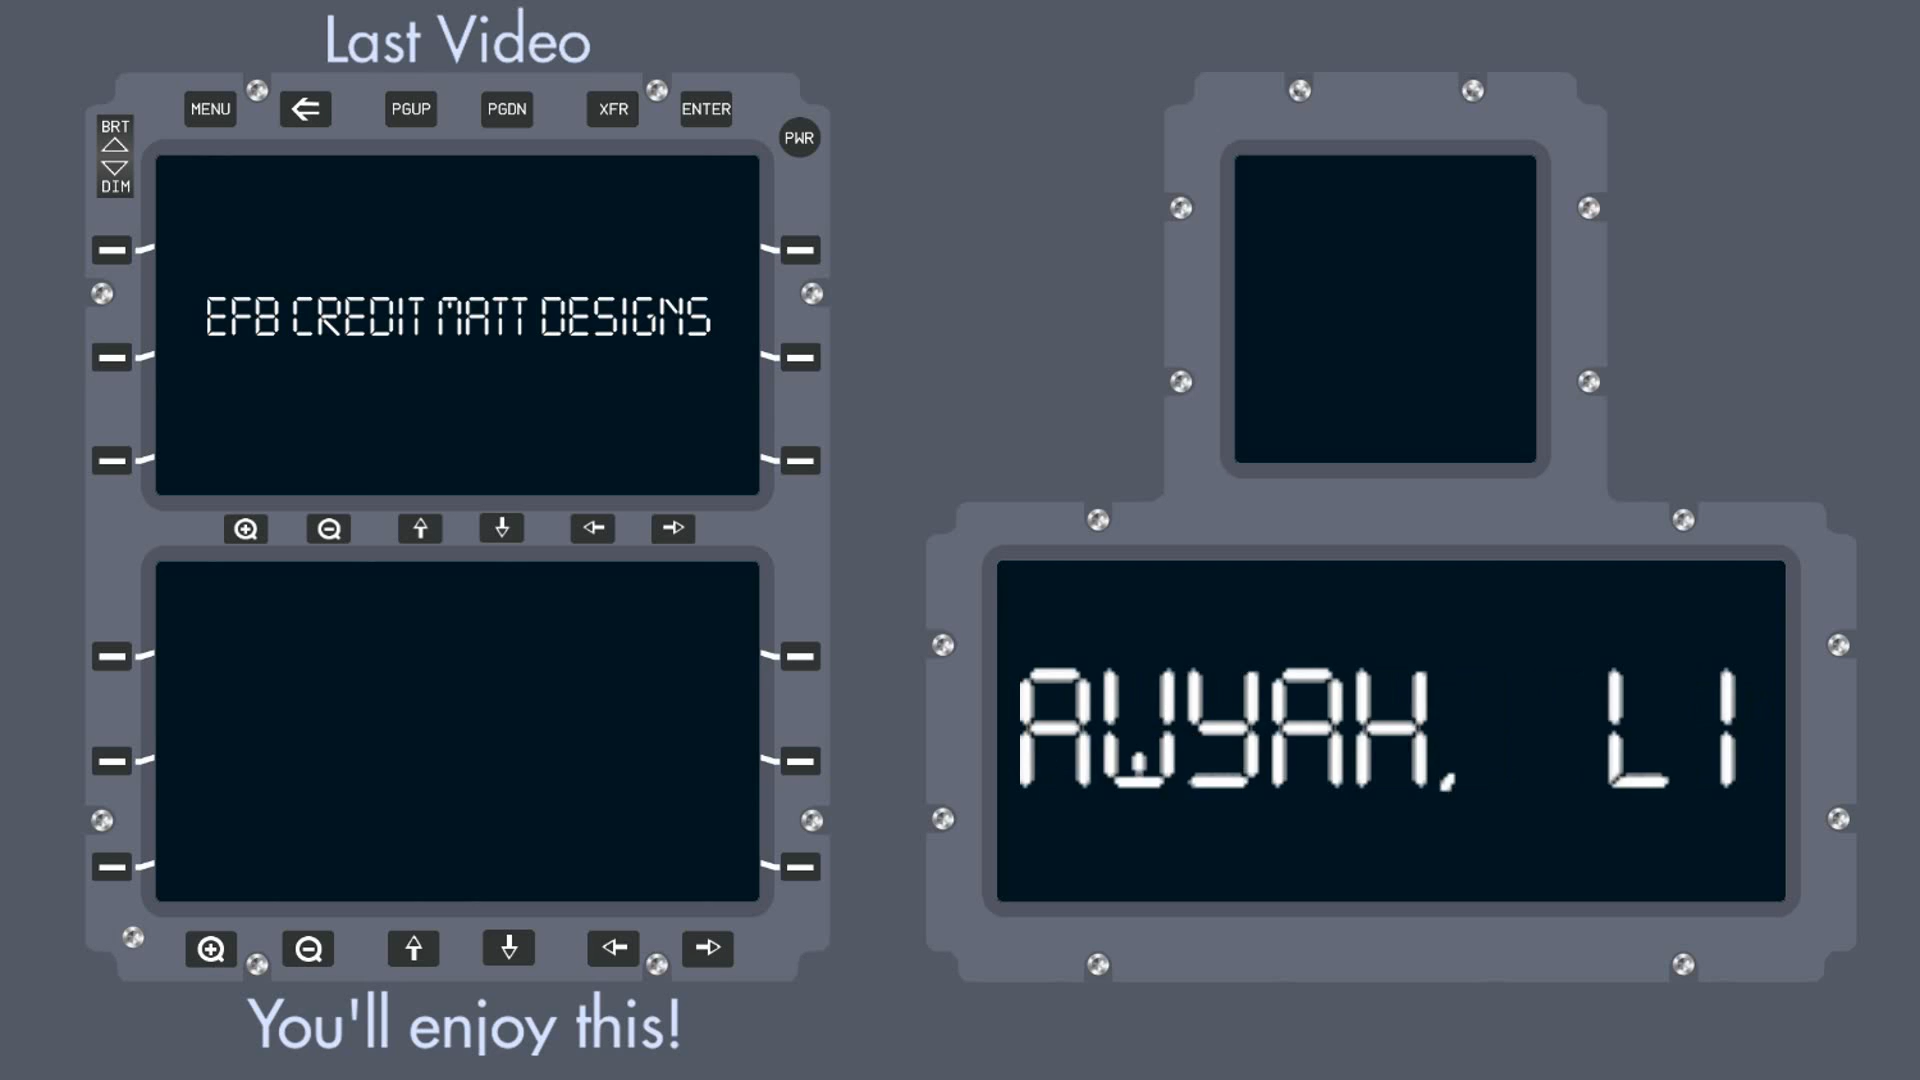 Last Video
MENU
PGUP
PGDN
XFR
ENTER
BRT
DIM
PWR
EFB CREDIT MATT DESIGNS
AWYAH, LI
You'll enjoy this!